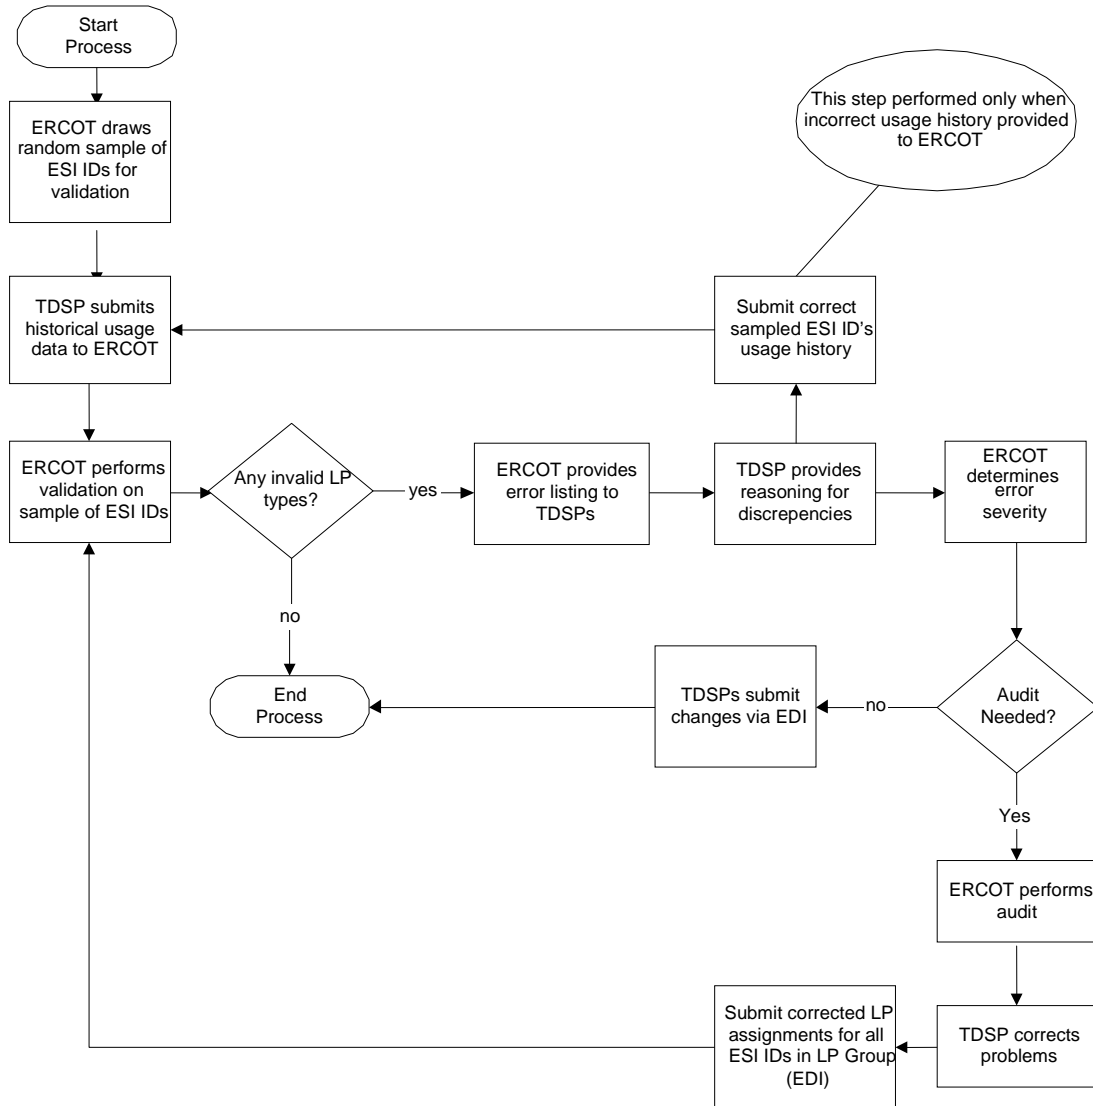 Start
Process
This step performed only when
incorrect usage history provided
to ERCOT
ERCOT draws
random sample of
ESI IDs for
validation
TDSP submits
historical usage
data to ERCOT
Submit correct
sampled ESI ID's
usage history
ERCOT performs
validation on
sample of ESI IDs
Any invalid LP
types?
yes
ERCOT provides
error listing to
TDSPs
TDSP provides
reasoning for
discrepencies
ERCOT
determines
error
severity
no
End
Process
TDSPs submit
changes via EDI
no
Audit
Needed?
Yes
ERCOT performs
audit
Submit corrected LP
assignments for all
ESI IDs in LP Group
(EDI)
TDSP corrects
problems